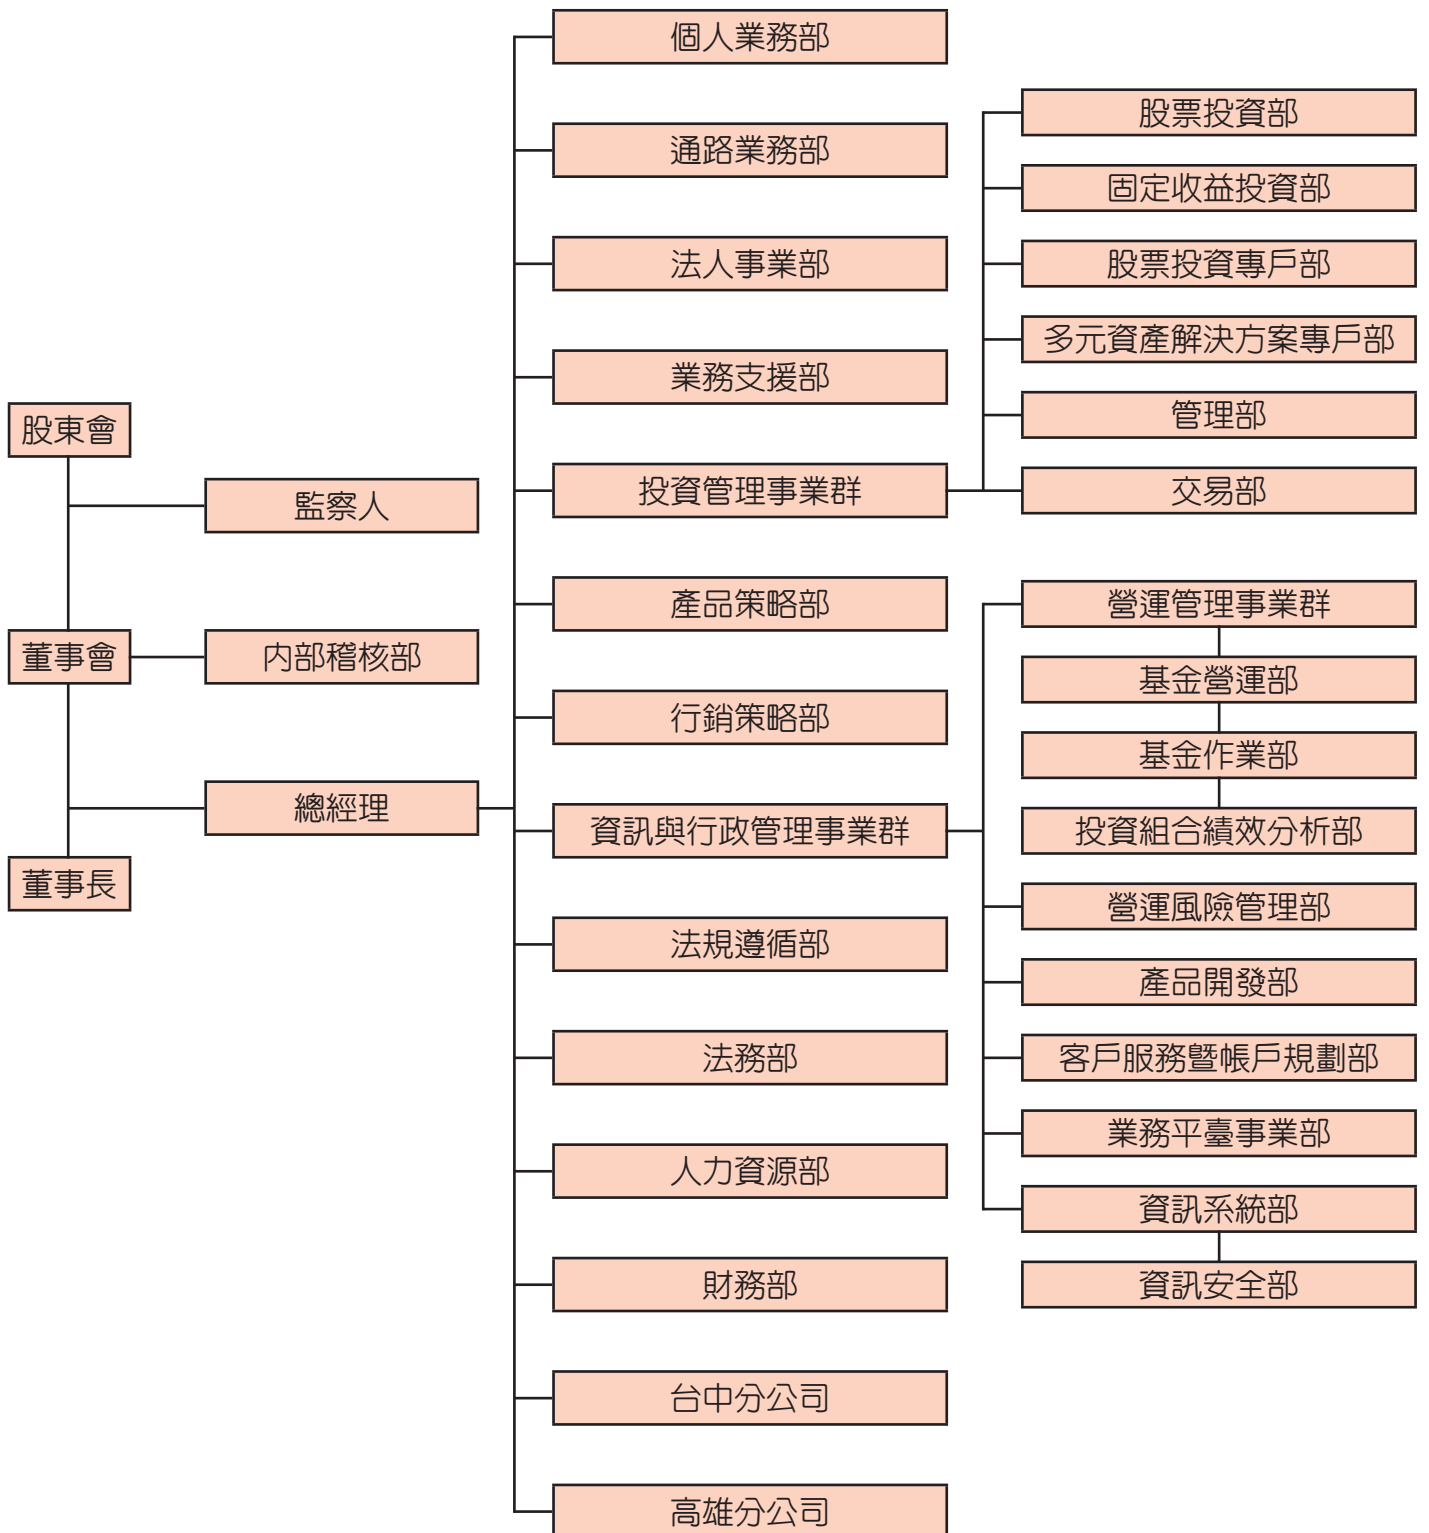 股東會
監察人
董事會
內部稽核部
總經理
董事長
個人業務部
通路業務部
法人事業部
業務支援部
投資管理事業群
產品策略部
行銷策略部
資訊與行政管理事業群
法規遵循部
法務部
人力資源部
財務部
台中分公司
高雄分公司
股票投資部
固定收益投資部
股票投資專戶部
多元資產解決方案專戶部
管理部
交易部
營運管理事業群
基金營運部
基金作業部
投資組合績效分析部
營運風險管理部
產品開發部
客戶服務暨帳戶規劃部
業務平臺事業部
資訊系統部
資訊安全部